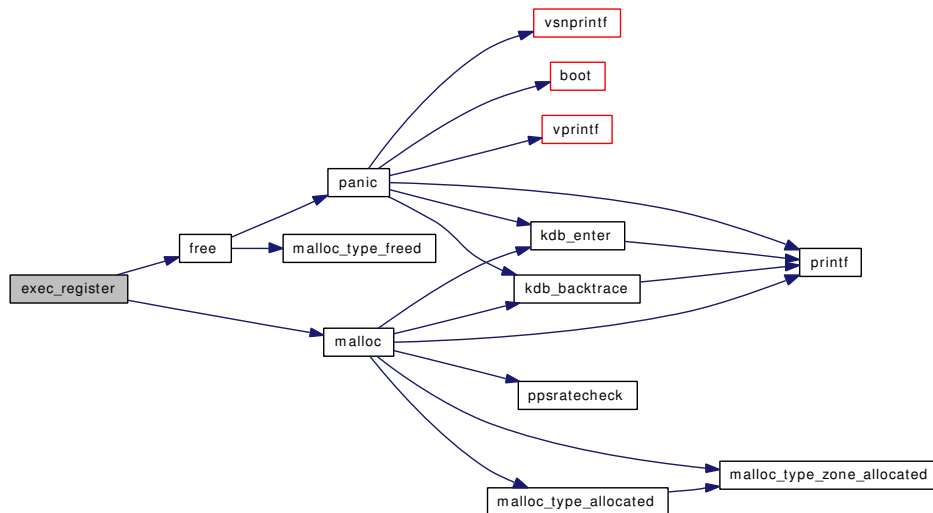 vsnprintf
boot
vprintf
panic
kdb_enter
free
malloc_type_freed
printf
exec_register
kdb_backtrace
malloc
ppsratecheck
malloc_type_zone_allocated
malloc_type_allocated